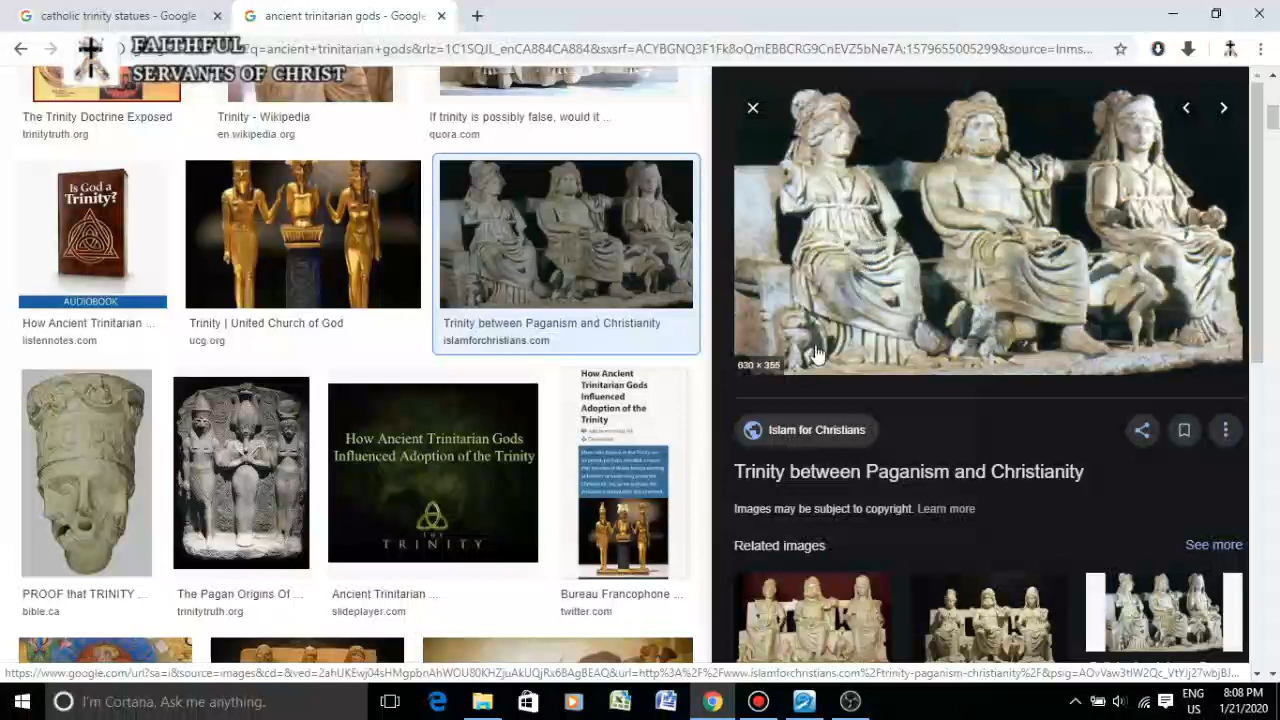 catholic trinity statues - Google
ancient trinitarian gods - Google
FAITHFUL
SERVANTS OF CHRIST
q=ancient+trinitarian+gods&rlz=1C1SQJL_enCA884CA884&sxsrf=ACYBGNQ3F1Fk8oQmEBBCRG9CnEVZ5bNe7A:1579655005299&source=lnms...
The Trinity Doctrine Exposed
trinitytruth.org
Trinity - Wikipedia
en.wikipedia.org
If trinity is possibly false, would it ...
quora.com
Is God a
Trinity?
AUDIOBOOK
How Ancient Trinitarian ...
listennotes.com
Trinity | United Church of God
ucg.org
Trinity between Paganism and Christianity
islamforchristians.com
630 × 355
Islam for Christians
Trinity between Paganism and Christianity
Images may be subject to copyright. Learn more
Related images
See more
How Ancient Trinitarian Gods
Influenced Adoption of the Trinity
THE
TRINITY
How Ancient
Trinitarian Gods
Influenced
Adoption of the
Trinity
PROOF that TRINITY ...
bible.ca
The Pagan Origins Of ...
trinitytruth.org
Ancient Trinitarian ...
slideplayer.com
Bureau Francophone ...
twitter.com
I'm Cortana. Ask me anything.
ENG
US
8:08 PM
1/21/2020